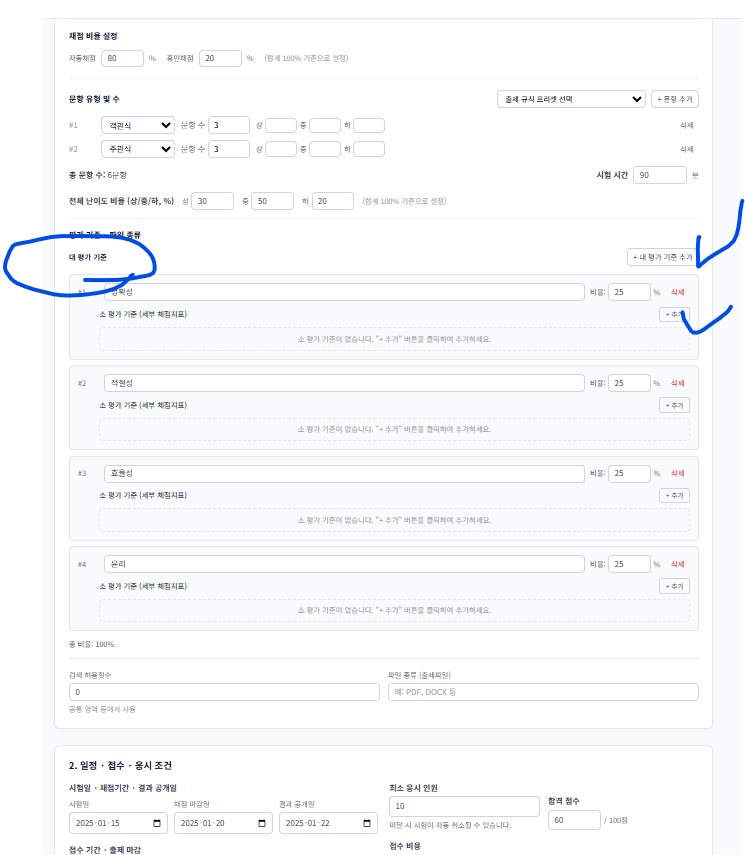 채점 비율 설정
자동채점 80 % 휴먼채점 20 % (합계 100% 기준으로 설정)
문항 유형 및 수 출제 규식 프리셋 선택 + 문항 추가
#1 객관식 문항 수 3 상 중 하 삭제
#2 주관식 문항 수 3 상 중 하 삭제
총 문항 수: 6문항 시험 시간 90 분
전체 난이도 비율 (상/중/하, %) 상 30 중 50 하 20 (합계 100% 기준으로 설정)
평가 기준 · 파일 종류
대 평가 기준 + 대 평가 기준 추가
#1 정확성 비율: 25 % 삭제
소 평가 기준 (세부 채점지표) + 추가
소 평가 기준이 없습니다. "+ 추가" 버튼을 클릭하여 추가하세요.
#2 적절성 비율: 25 % 삭제
소 평가 기준 (세부 채점지표) + 추가
소 평가 기준이 없습니다. "+ 추가" 버튼을 클릭하여 추가하세요.
#3 효율성 비율: 25 % 삭제
소 평가 기준 (세부 채점지표) + 추가
소 평가 기준이 없습니다. "+ 추가" 버튼을 클릭하여 추가하세요.
#4 윤리 비율: 25 % 삭제
소 평가 기준 (세부 채점지표) + 추가
소 평가 기준이 없습니다. "+ 추가" 버튼을 클릭하여 추가하세요.
총 비율: 100%
검색 허용횟수 파일 종류 (출제파일)
0 예: PDF, DOCX 등
공통 영역 등에서 사용
2. 일정 · 접수 · 응시 조건
시험일 · 채점기간 · 결과 공개일 최소 응시 인원
시험일 채점 마감일 결과 공개일 합격 점수
2025-01-15 2025-01-20 2025-01-22 10 60 / 100점
미달 시 시험이 자동 취소될 수 있습니다.
접수 기간 · 출제 마감 접수 비용